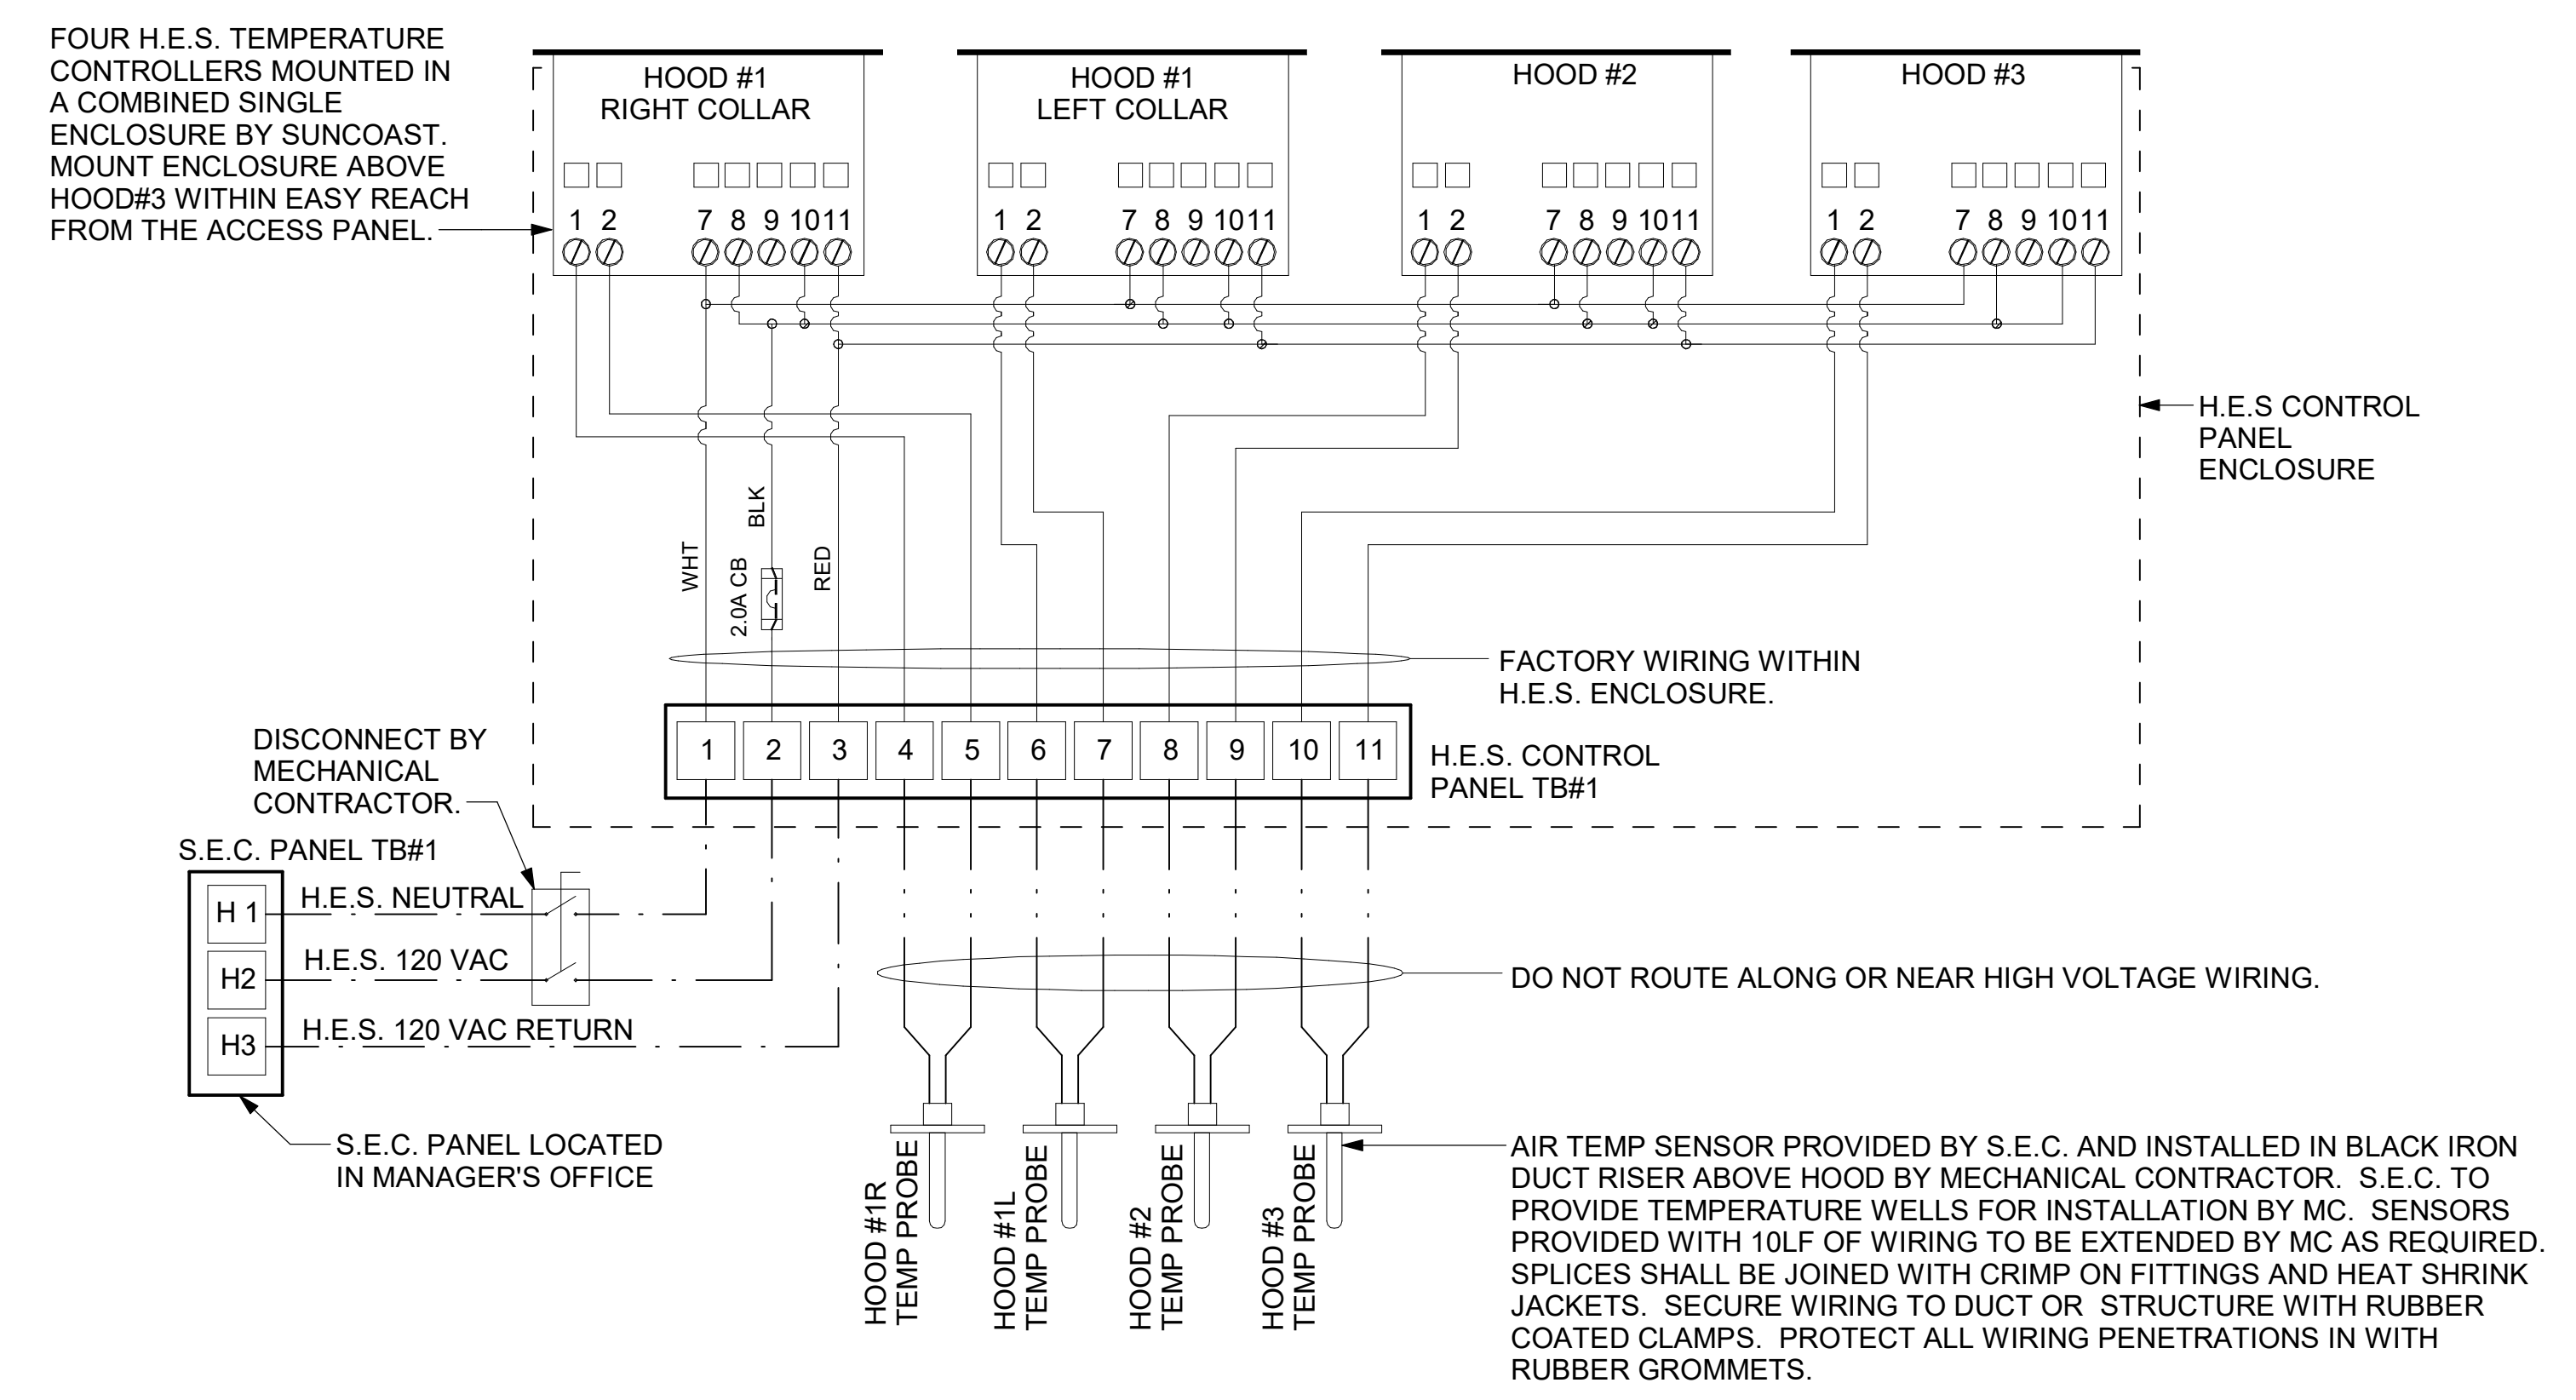 FOUR H.E.S. TEMPERATURE
CONTROLLERS MOUNTED IN
A COMBINED SINGLE
ENCLOSURE BY SUNCOAST.
MOUNT ENCLOSURE ABOVE
HOOD#3 WITHIN EASY REACH
FROM THE ACCESS PANEL.
HOOD #1
RIGHT COLLAR
1 2 7 8 9 10 11
HOOD #1
LEFT COLLAR
1 2 7 8 9 10 11
HOOD #2
1 2 7 8 9 10 11
HOOD #3
1 2 7 8 9 10 11
H.E.S CONTROL
PANEL
ENCLOSURE
WHT
BLK
2.0A CB
RED
FACTORY WIRING WITHIN
H.E.S. ENCLOSURE.
1 2 3 4 5 6 7 8 9 10 11
H.E.S. CONTROL
PANEL TB#1
DISCONNECT BY
MECHANICAL
CONTRACTOR.
S.E.C. PANEL TB#1
H 1
H.E.S. NEUTRAL
H2
H.E.S. 120 VAC
H3
H.E.S. 120 VAC RETURN
S.E.C. PANEL LOCATED
IN MANAGER'S OFFICE
DO NOT ROUTE ALONG OR NEAR HIGH VOLTAGE WIRING.
HOOD #1R
TEMP PROBE
HOOD #1L
TEMP PROBE
HOOD #2
TEMP PROBE
HOOD #3
TEMP PROBE
AIR TEMP SENSOR PROVIDED BY S.E.C. AND INSTALLED IN BLACK IRON
DUCT RISER ABOVE HOOD BY MECHANICAL CONTRACTOR. S.E.C. TO
PROVIDE TEMPERATURE WELLS FOR INSTALLATION BY MC. SENSORS
PROVIDED WITH 10LF OF WIRING TO BE EXTENDED BY MC AS REQUIRED.
SPLICES SHALL BE JOINED WITH CRIMP ON FITTINGS AND HEAT SHRINK
JACKETS. SECURE WIRING TO DUCT OR STRUCTURE WITH RUBBER
COATED CLAMPS. PROTECT ALL WIRING PENETRATIONS IN WITH
RUBBER GROMMETS.